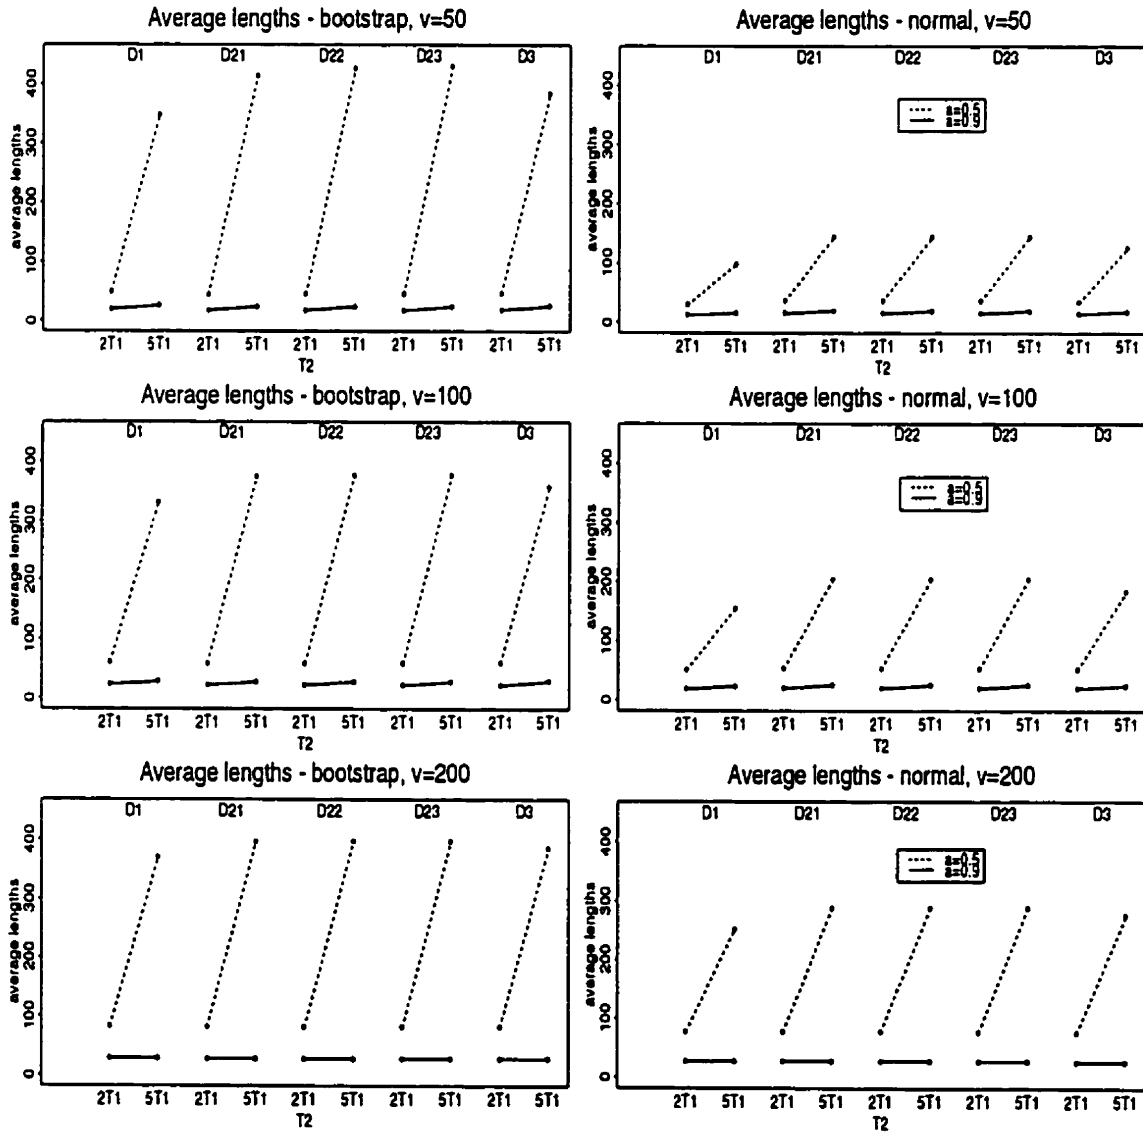 Average lengths - bootstrap, v=50
D1 D21 D22 D23 D3
average lengths
400
300
200
100
0
2T1 5T1 2T1 5T1 2T1 5T1 2T1 5T1 2T1 5T1
T2
Average lengths - normal, v=50
D1 D21 D22 D23 D3
a=0.5
a=0.9
average lengths
400
300
200
100
0
2T1 5T1 2T1 5T1 2T1 5T1 2T1 5T1 2T1 5T1
T2
Average lengths - bootstrap, v=100
D1 D21 D22 D23 D3
average lengths
400
300
200
100
0
2T1 5T1 2T1 5T1 2T1 5T1 2T1 5T1 2T1 5T1
T2
Average lengths - normal, v=100
D1 D21 D22 D23 D3
a=0.5
a=0.9
average lengths
400
300
200
100
0
2T1 5T1 2T1 5T1 2T1 5T1 2T1 5T1 2T1 5T1
T2
Average lengths - bootstrap, v=200
D1 D21 D22 D23 D3
average lengths
400
300
200
100
0
2T1 5T1 2T1 5T1 2T1 5T1 2T1 5T1 2T1 5T1
T2
Average lengths - normal, v=200
D1 D21 D22 D23 D3
a=0.5
a=0.9
average lengths
400
300
200
100
0
2T1 5T1 2T1 5T1 2T1 5T1 2T1 5T1 2T1 5T1
T2